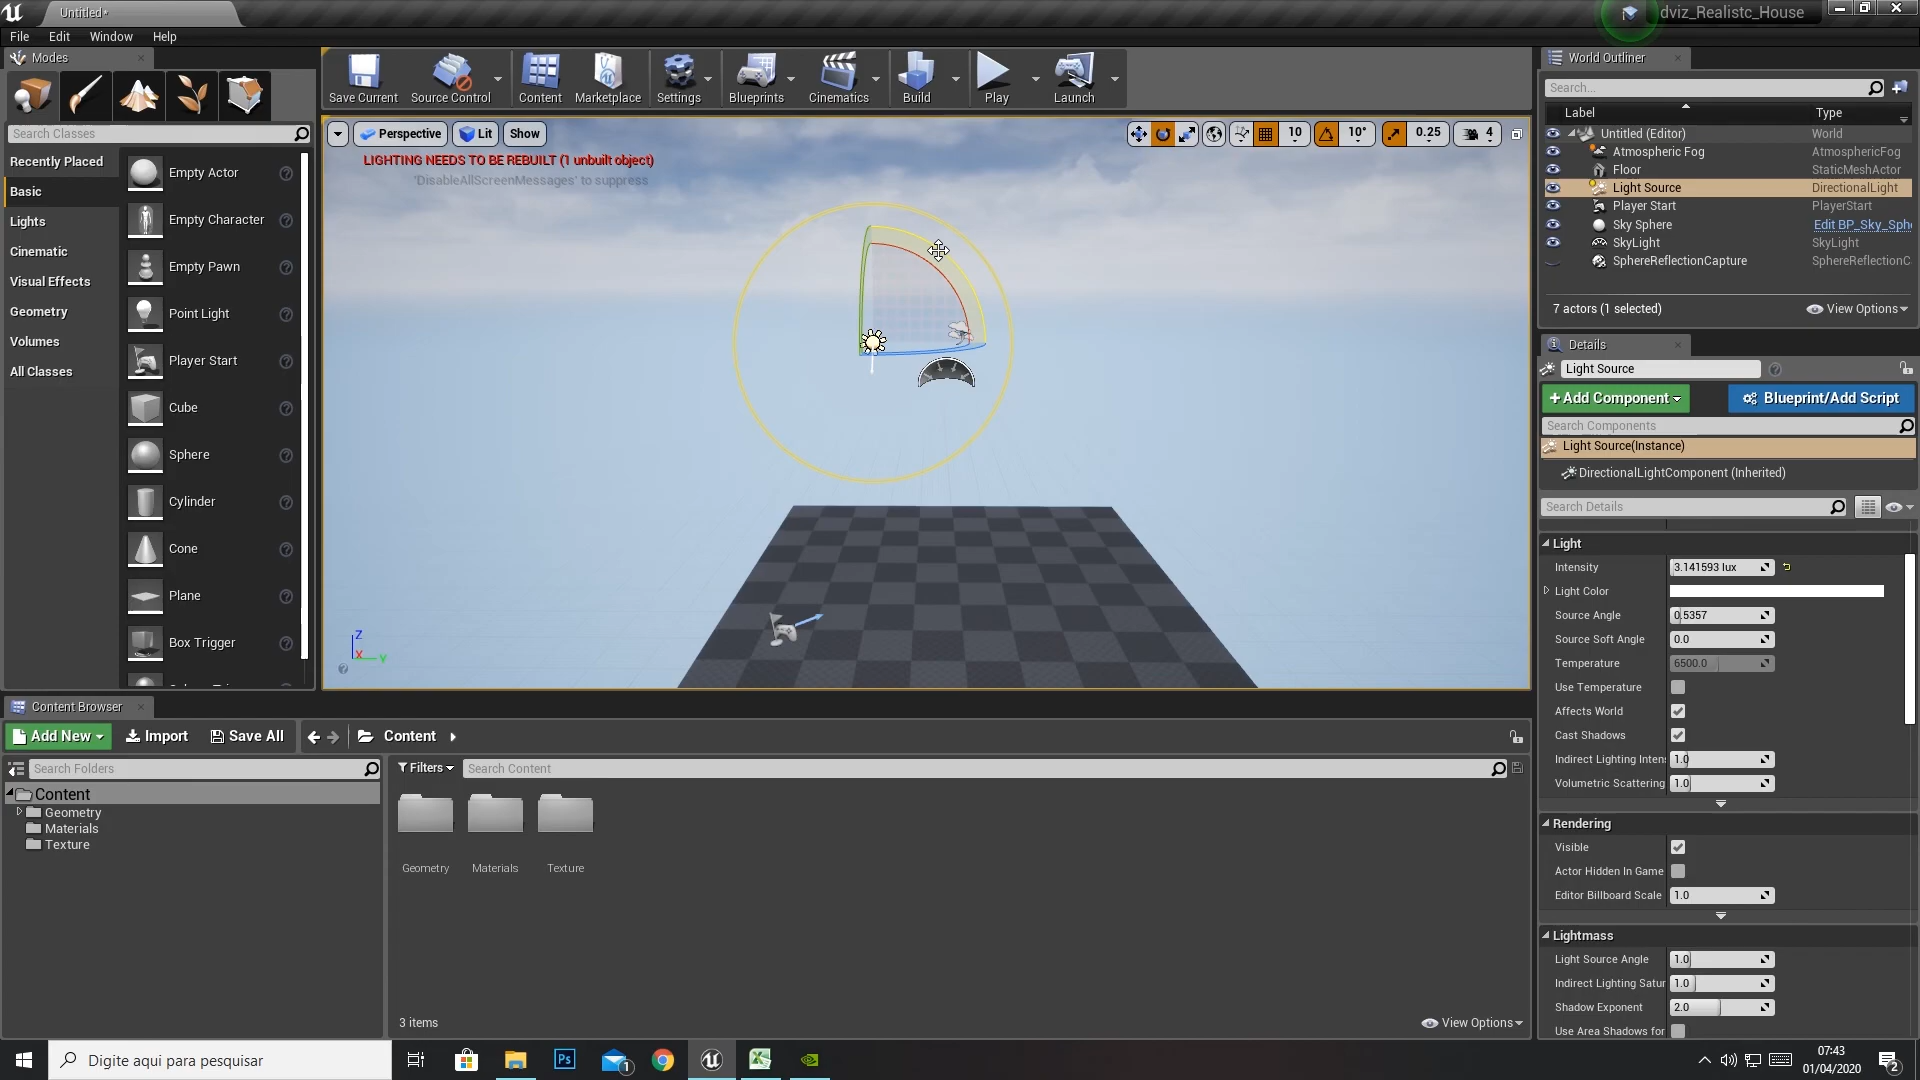 Untitled*
dviz_Realistc_House
File Edit Window Help
Modes
Search Classes
Recently Placed
Basic
Lights
Cinematic
Visual Effects
Geometry
Volumes
All Classes
Empty Actor
Empty Character
Empty Pawn
Point Light
Player Start
Cube
Sphere
Cylinder
Cone
Plane
Box Trigger
Save Current
Source Control
Content
Marketplace
Settings
Blueprints
Cinematics
Build
Play
Launch
Perspective Lit Show
10 10° 0.25 4
LIGHTING NEEDS TO BE REBUILT (1 unbuilt object)
'DisableAllScreenMessages' to suppress
Z
X Y
World Outliner
Search...
Label Type
Untitled (Editor) World
Atmospheric Fog AtmosphericFog
Floor StaticMeshActor
Light Source DirectionalLight
Player Start PlayerStart
Sky Sphere Edit BP_Sky_Sph
SkyLight SkyLight
SphereReflectionCapture SphereReflectionC
7 actors (1 selected) View Options
Details
Light Source
+Add Component Blueprint/Add Script
Search Components
Light Source(Instance)
DirectionalLightComponent (Inherited)
Search Details
Light
Intensity 3.141593 lux
Light Color
Source Angle 0.5357
Source Soft Angle 0.0
Temperature 6500.0
Use Temperature
Affects World
Cast Shadows
Indirect Lighting Inten 1.0
Volumetric Scattering 1.0
Rendering
Visible
Actor Hidden In Game
Editor Billboard Scale 1.0
Lightmass
Light Source Angle 1.0
Indirect Lighting Satur 1.0
Shadow Exponent 2.0
Use Area Shadows for
Content Browser
Add New Import Save All Content
Search Folders
Filters Search Content
Content
Geometry
Materials
Texture
Geometry Materials Texture
3 items View Options
Digite aqui para pesquisar
Ps
1
07:43
01/04/2020
2